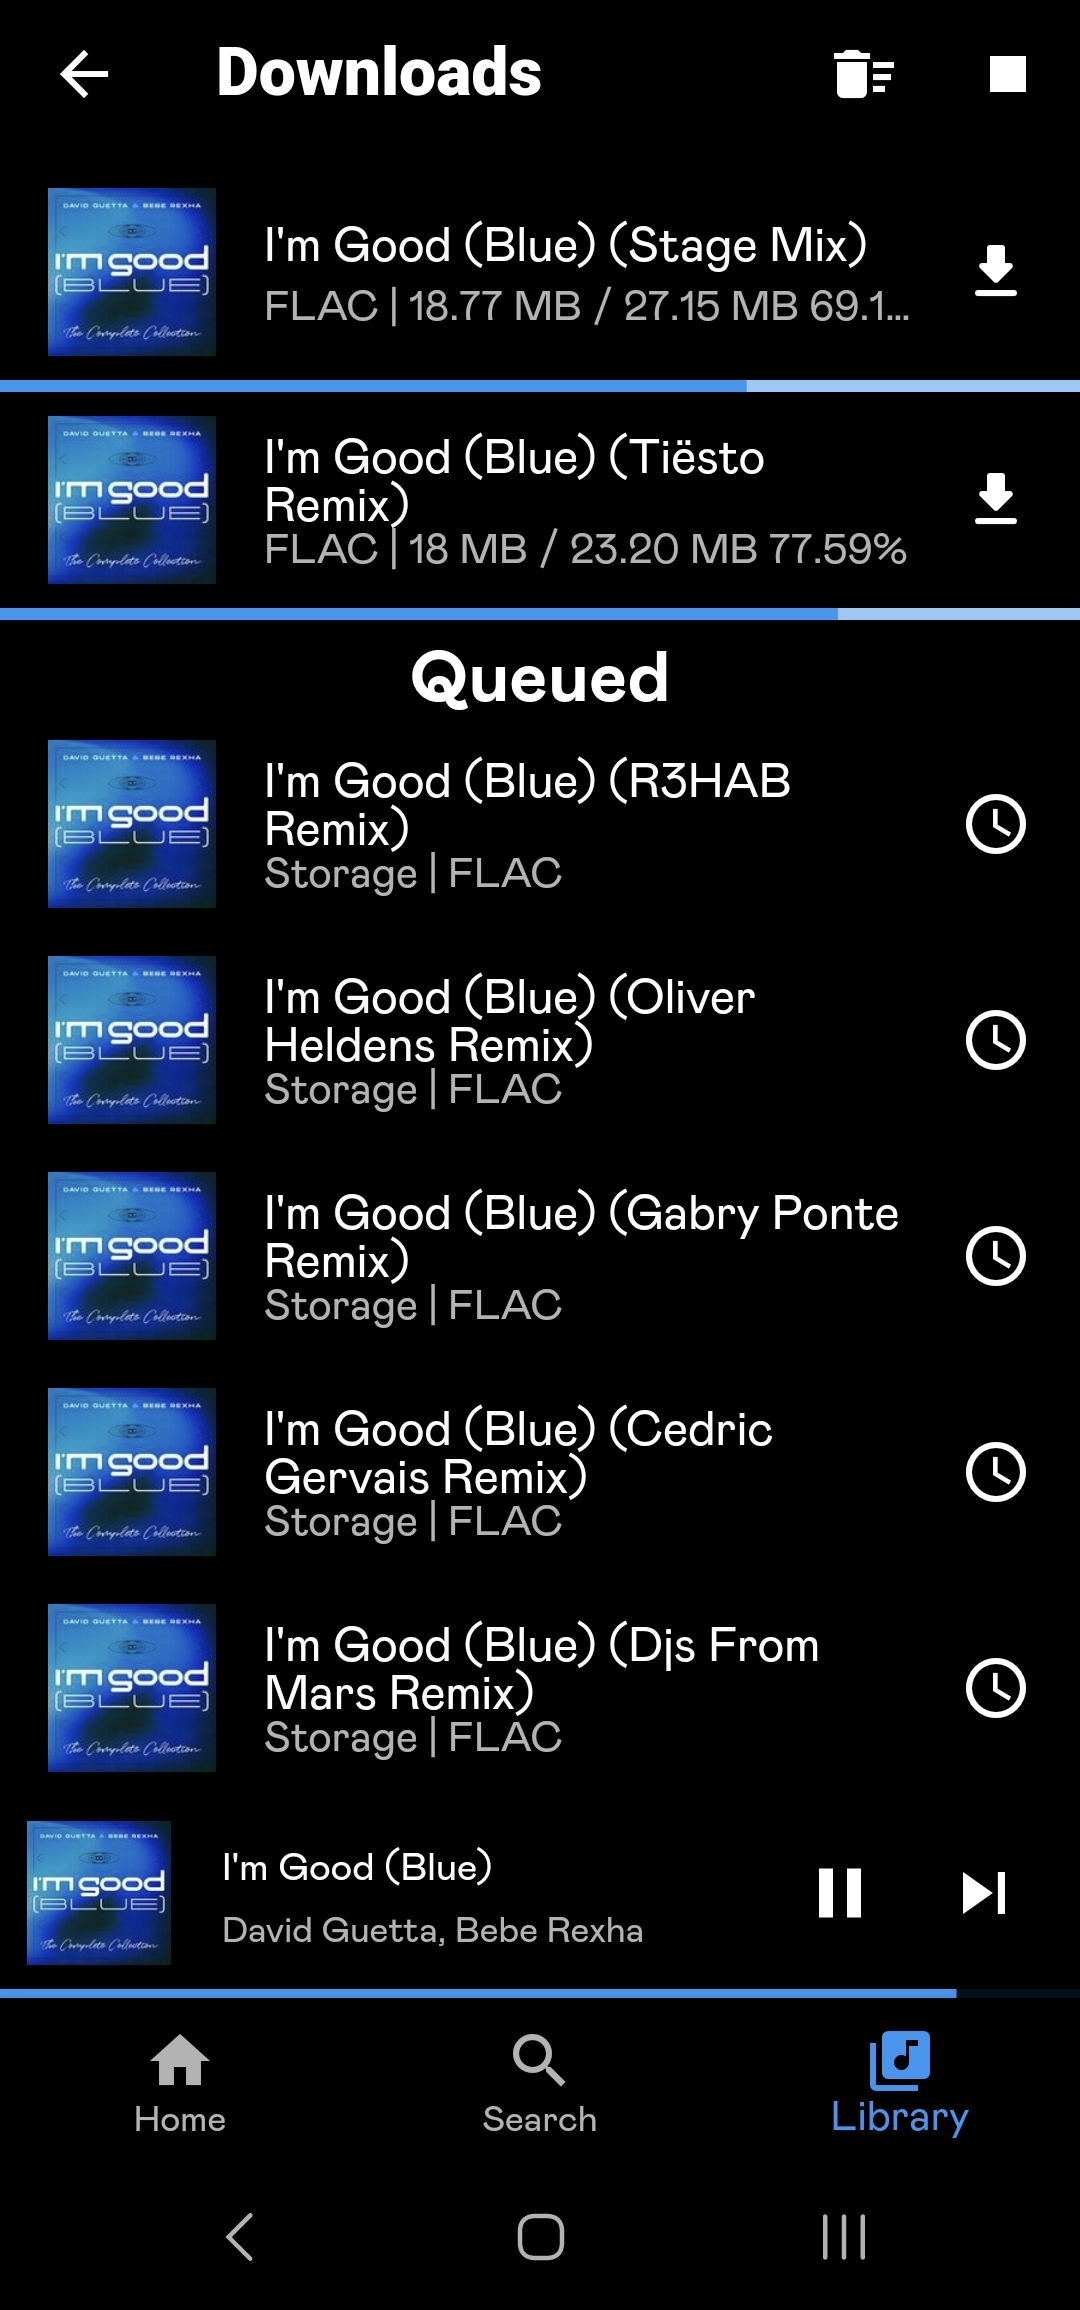 Downloads
DAVID GUETTA & BEBE REXHA
I'm good
(BLUE)
The Complete Collection
I'm Good (Blue) (Stage Mix)
FLAC | 18.77 MB / 27.15 MB 69.1...
DAVID GUETTA & BEBE REXHA
I'm good
(BLUE)
The Complete Collection
I'm Good (Blue) (Tiësto
Remix)
FLAC | 18 MB / 23.20 MB 77.59%
Queued
DAVID GUETTA & BEBE REXHA
I'm good
(BLUE)
The Complete Collection
I'm Good (Blue) (R3HAB
Remix)
Storage | FLAC
DAVID GUETTA & BEBE REXHA
I'm good
(BLUE)
The Complete Collection
I'm Good (Blue) (Oliver
Heldens Remix)
Storage | FLAC
DAVID GUETTA & BEBE REXHA
I'm good
(BLUE)
The Complete Collection
I'm Good (Blue) (Gabry Ponte
Remix)
Storage | FLAC
DAVID GUETTA & BEBE REXHA
I'm good
(BLUE)
The Complete Collection
I'm Good (Blue) (Cedric
Gervais Remix)
Storage | FLAC
DAVID GUETTA & BEBE REXHA
I'm good
(BLUE)
The Complete Collection
I'm Good (Blue) (Djs From
Mars Remix)
Storage | FLAC
DAVID GUETTA & BEBE REXHA
I'm good
(BLUE)
The Complete Collection
I'm Good (Blue)
David Guetta, Bebe Rexha
Home
Search
Library